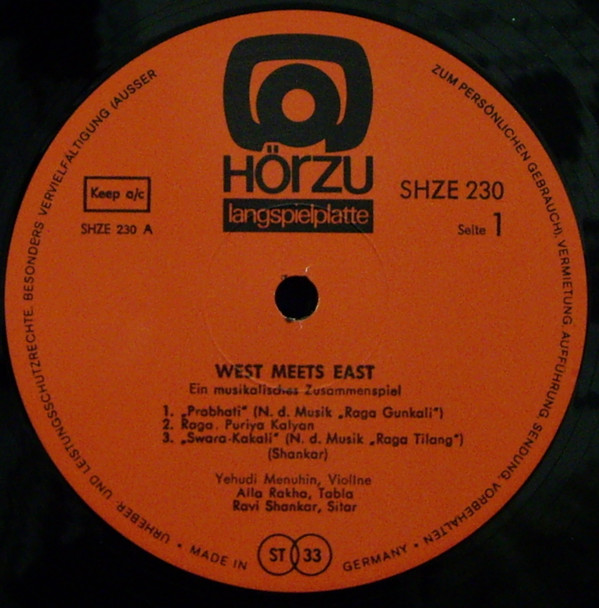 HÖRZU
langspielplatte
Keep a/c
SHZE 230 A
SHZE 230
Seite 1
WEST MEETS EAST
Ein musikalisches Zusammenspiel
1. „Prabhati“ (N. d. Musik „Raga Gunkali“)
2. Raga. Puriya Kalyan
3. „Swara-Kakali“ (N. d. Musik „Raga Tilang“)
(Shankar)
Yehudi Menuhin, Violine
Alla Rakha, Tabla
Ravi Shankar, Sitar
ST 33
URHEBER- UND LEISTUNGSSCHUTZRECHTE, BESONDERS VERVIELFÄLTIGUNG (AUSSER ZUM PERSÖNLICHEN GEBRAUCH), VERMIETUNG, AUFFÜHRUNG, SENDUNG, VORBEHALTEN • MADE IN GERMANY •